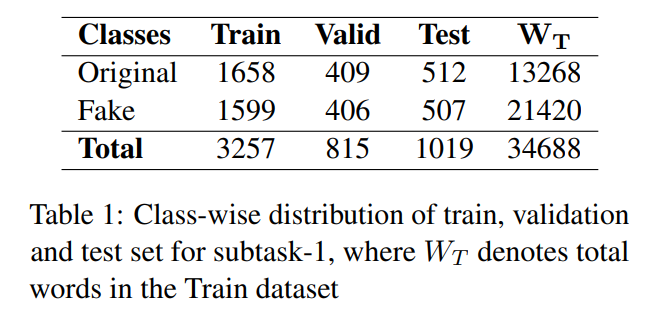 Classes Train Valid Test W_T
Original 1658 409 512 13268
Fake 1599 406 507 21420
Total 3257 815 1019 34688
Table 1: Class-wise distribution of train, validation
and test set for subtask-1, where W_T denotes total
words in the Train dataset